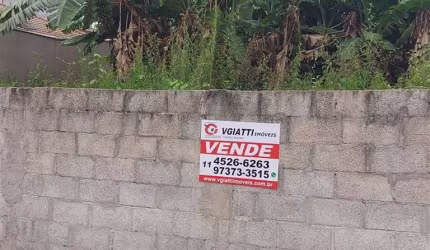 VGIATTI IMÓVEIS
VENDE
11 4526-6263
97373-3515
www.vgiattiimoveis.com.br